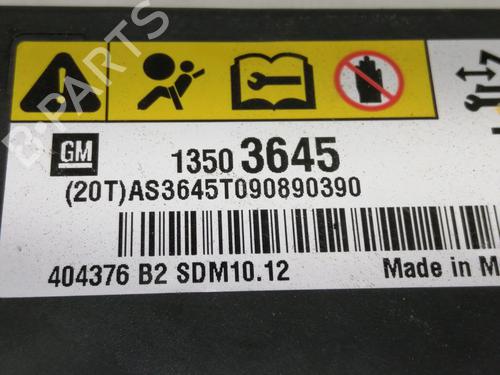 B-PARTS
GM
1350 3645
(20T)AS3645T090890390
404376 B2 SDM10.12
Made in M